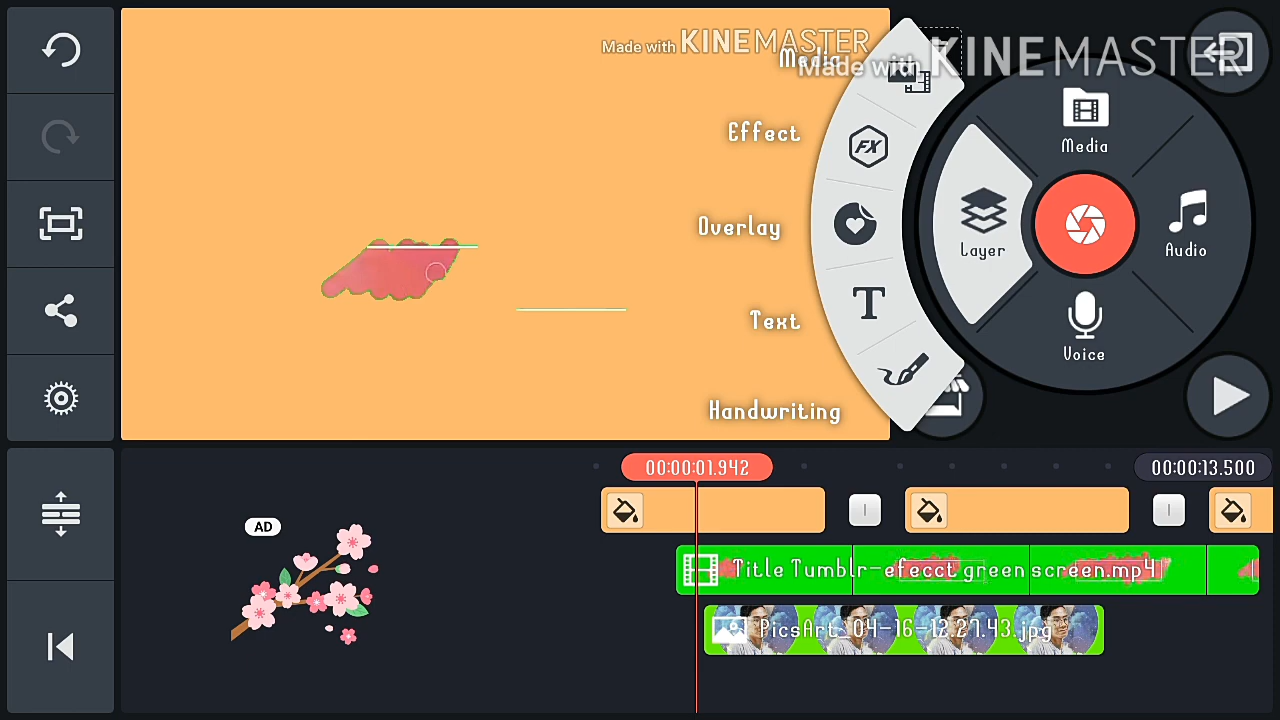 Made with KINEMASTER
Made with KINEMASTER
Media
Effect
Overlay
Text
Handwriting
Media
Layer
Audio
Voice
00:00:01.942
00:00:13.500
AD
Title Tumblr-efecct green screen.mp4
PicsArt_04-16-12.27.43.jpg